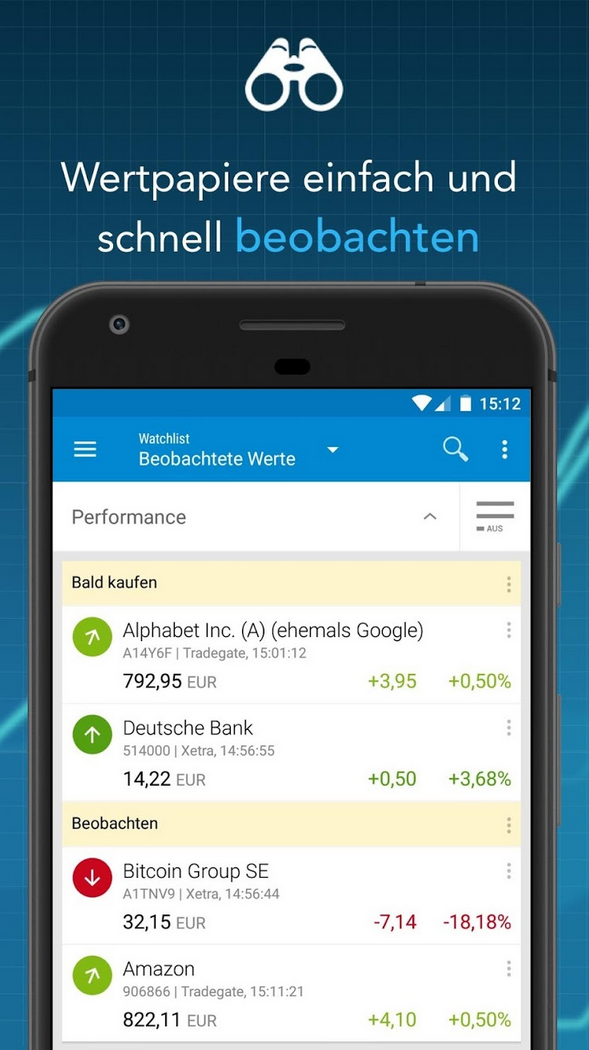 Wertpapiere einfach und
schnell beobachten
15:12
Watchlist
Beobachtete Werte
Performance
AUS
Bald kaufen
Alphabet Inc. (A) (ehemals Google)
A14Y6F | Tradegate, 15:01:12
792,95 EUR +3,95 +0,50%
Deutsche Bank
514000 | Xetra, 14:56:55
14,22 EUR +0,50 +3,68%
Beobachten
Bitcoin Group SE
A1TNV9 | Xetra, 14:56:44
32,15 EUR -7,14 -18,18%
Amazon
906866 | Tradegate, 15:11:21
822,11 EUR +4,10 +0,50%